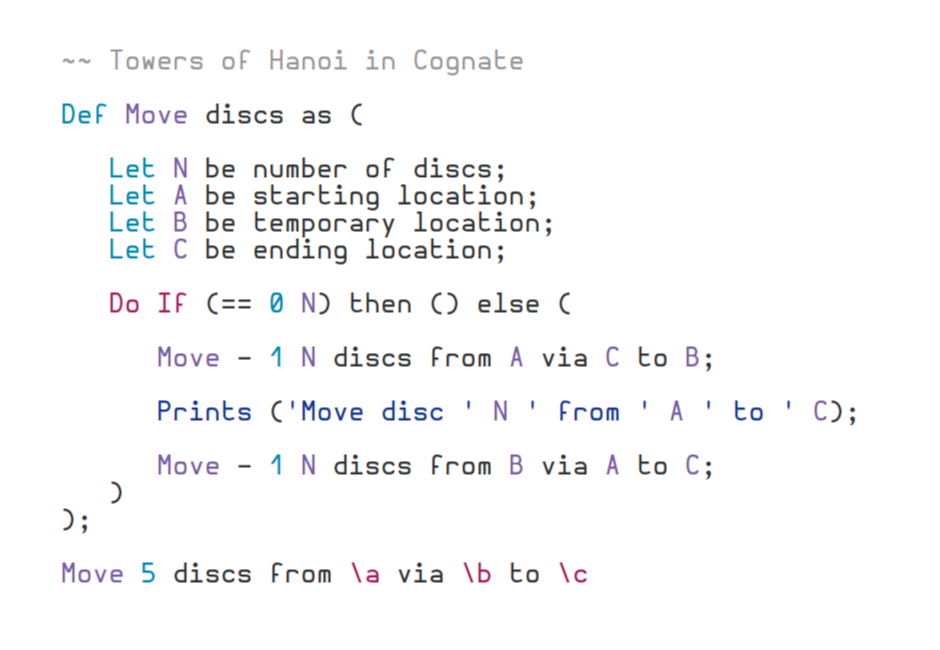 ~~ Towers of Hanoi in Cognate
Def Move discs as (
Let N be number of discs;
Let A be starting location;
Let B be temporary location;
Let C be ending location;
Do If (== 0 N) then () else (
Move - 1 N discs from A via C to B;
Prints ('Move disc ' N ' from ' A ' to ' C);
Move - 1 N discs from B via A to C;
)
);
Move 5 discs from \a via \b to \c